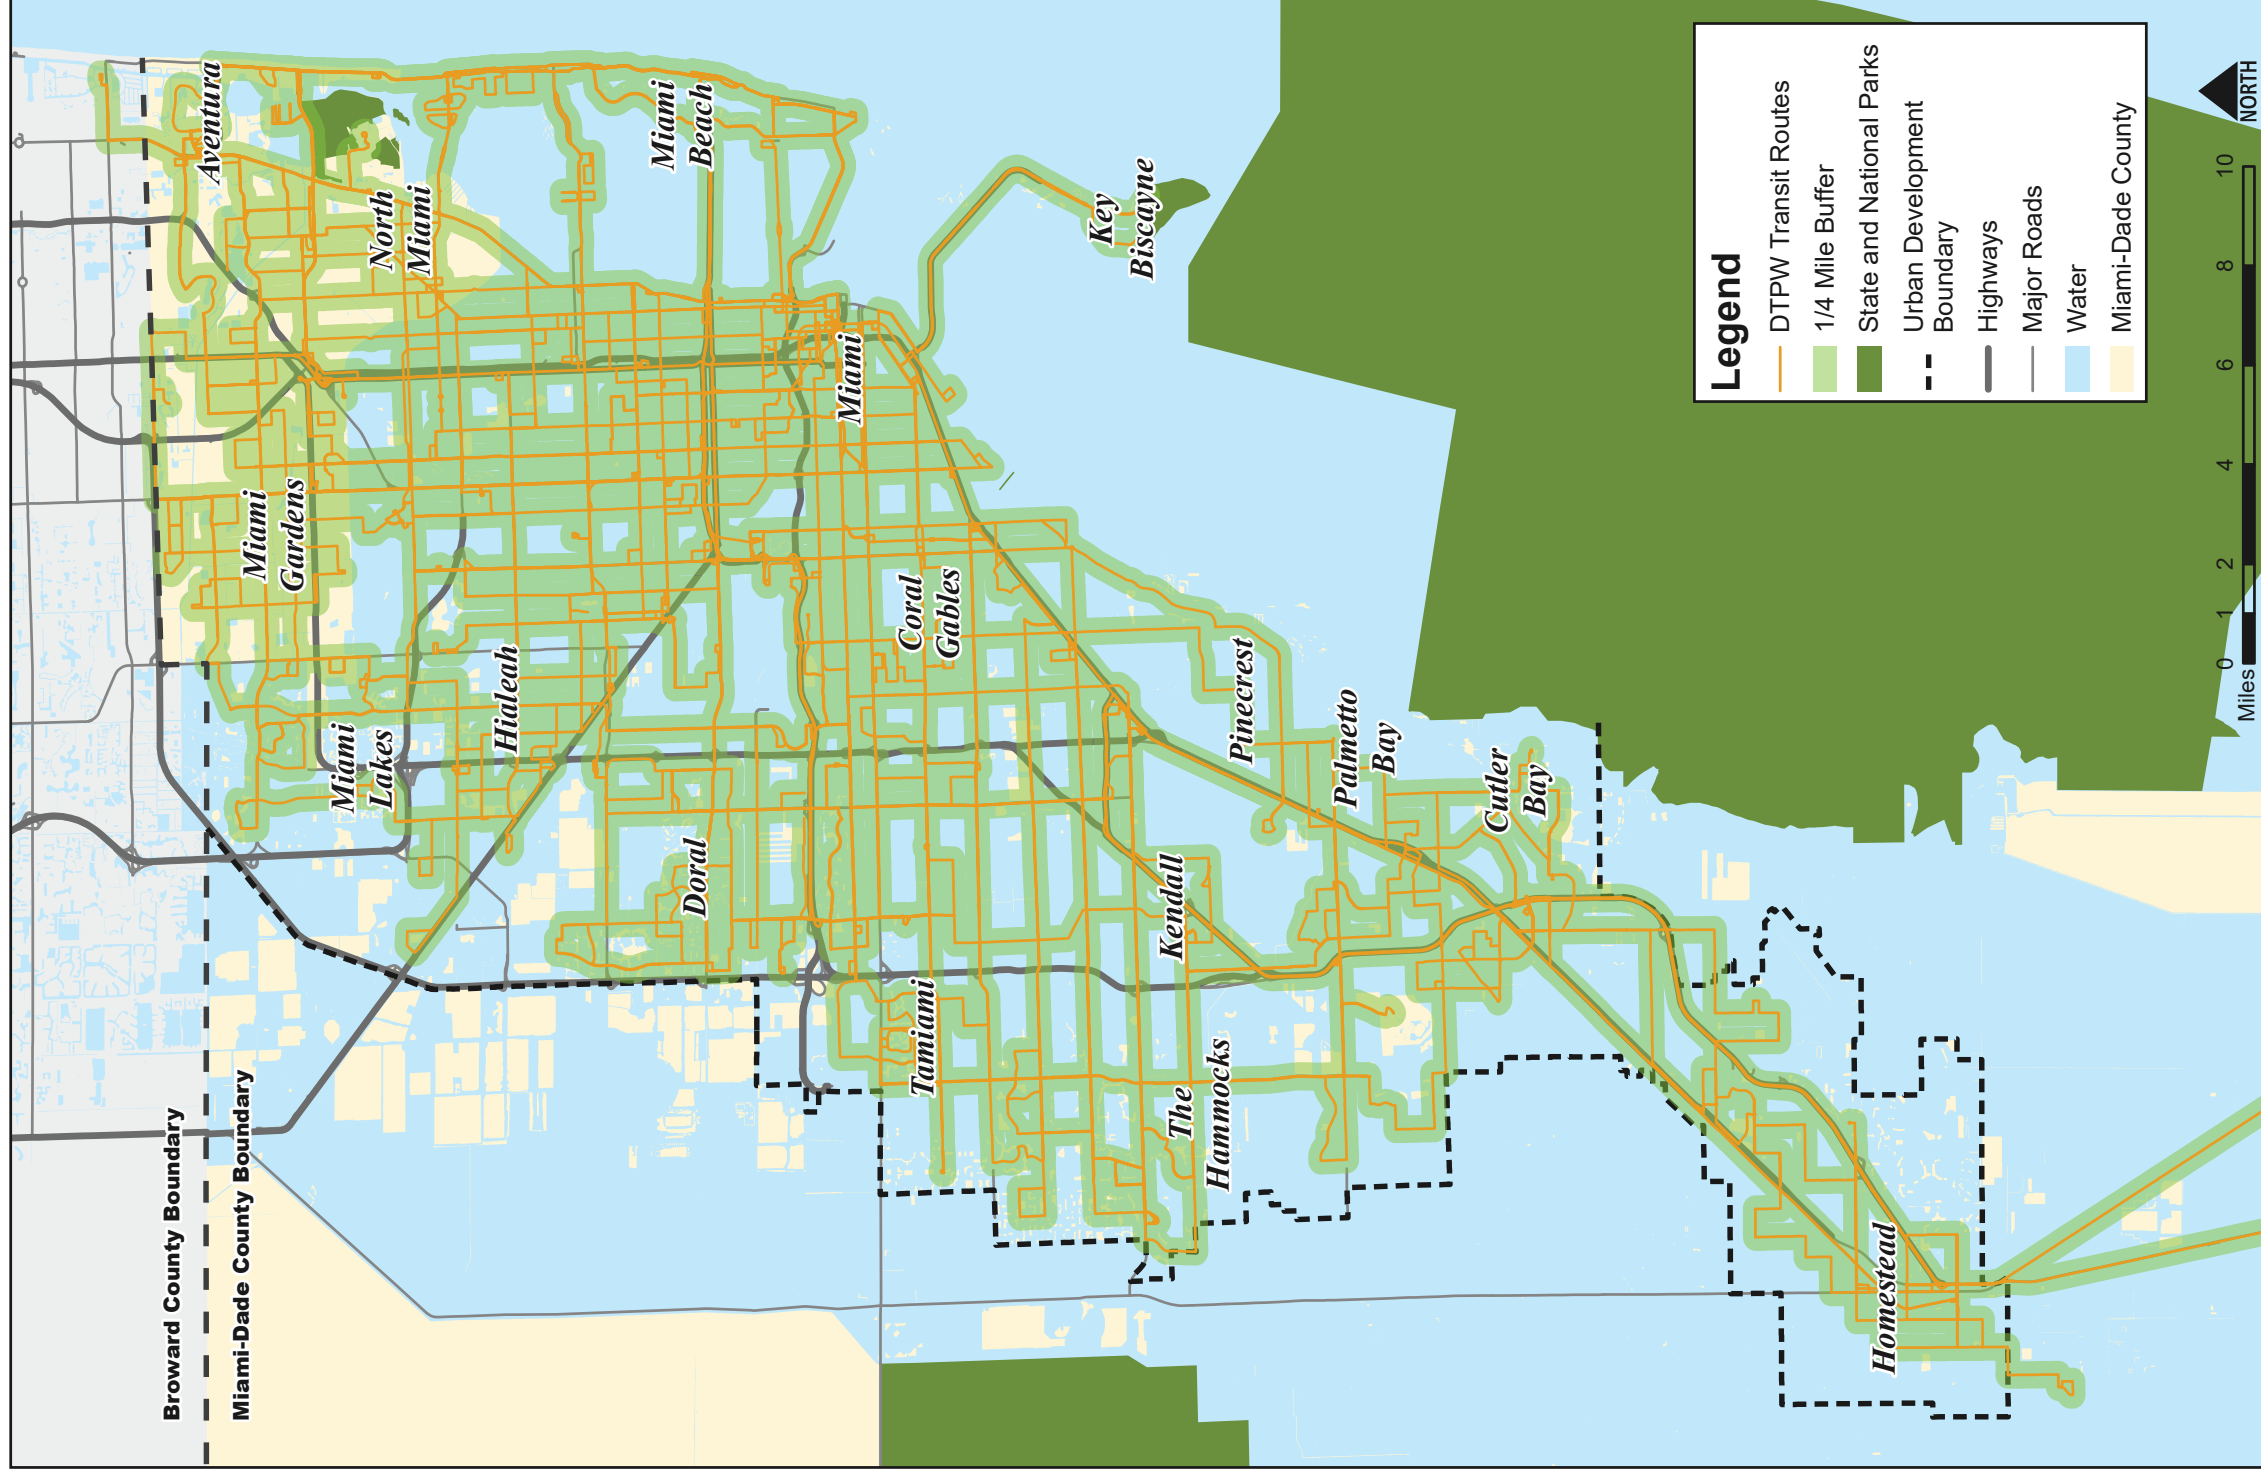 Broward County Boundary
Miami-Dade County Boundary
Aventura
North
Miami
Miami
Beach
Key
Biscayne
Miami
Gardens
Miami
Miami
Lakes
Hialeah
Coral
Gables
Doral
Pinecrest
Palmetto
Bay
Cutler
Bay
Kendall
Tamiami
The
Hammocks
Homestead
Legend
DTPW Transit Routes
1/4 Mile Buffer
State and National Parks
Urban Development
Boundary
Highways
Major Roads
Water
Miami-Dade County
NORTH
0 1 2 4 6 8 10
Miles